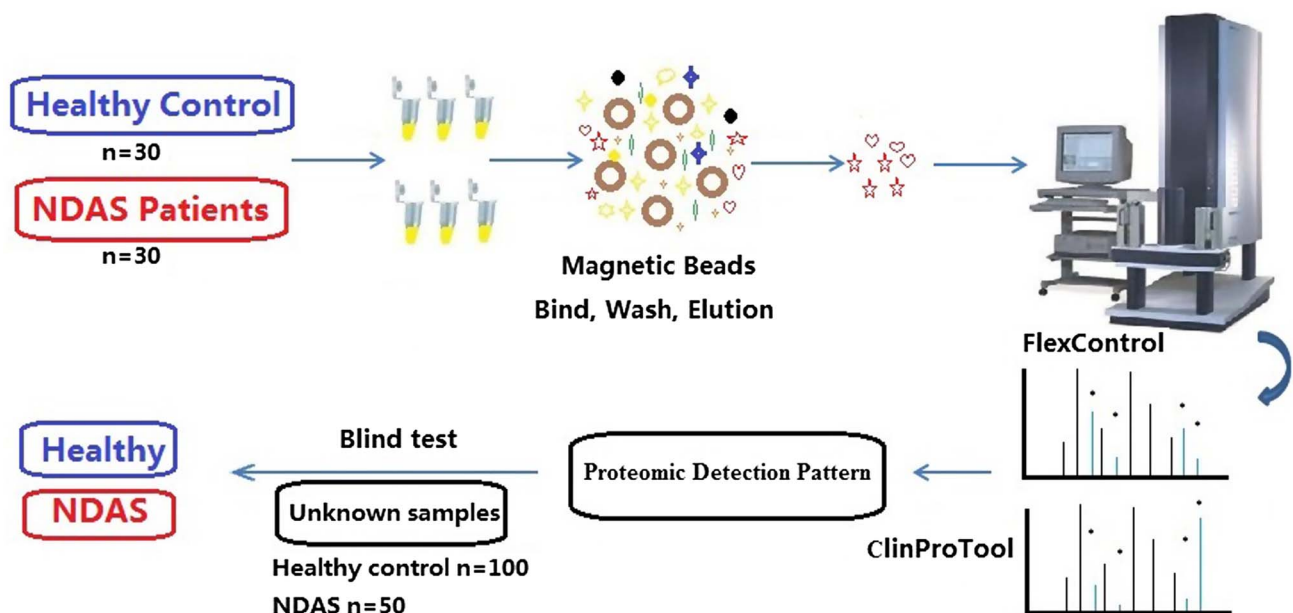 Healthy Control
n=30
NDAS Patients
n=30
Magnetic Beads
Bind, Wash, Elution
FlexControl
ClinProTool
Proteomic Detection Pattern
Blind test
Unknown samples
Healthy control n=100
NDAS n=50
Healthy
NDAS